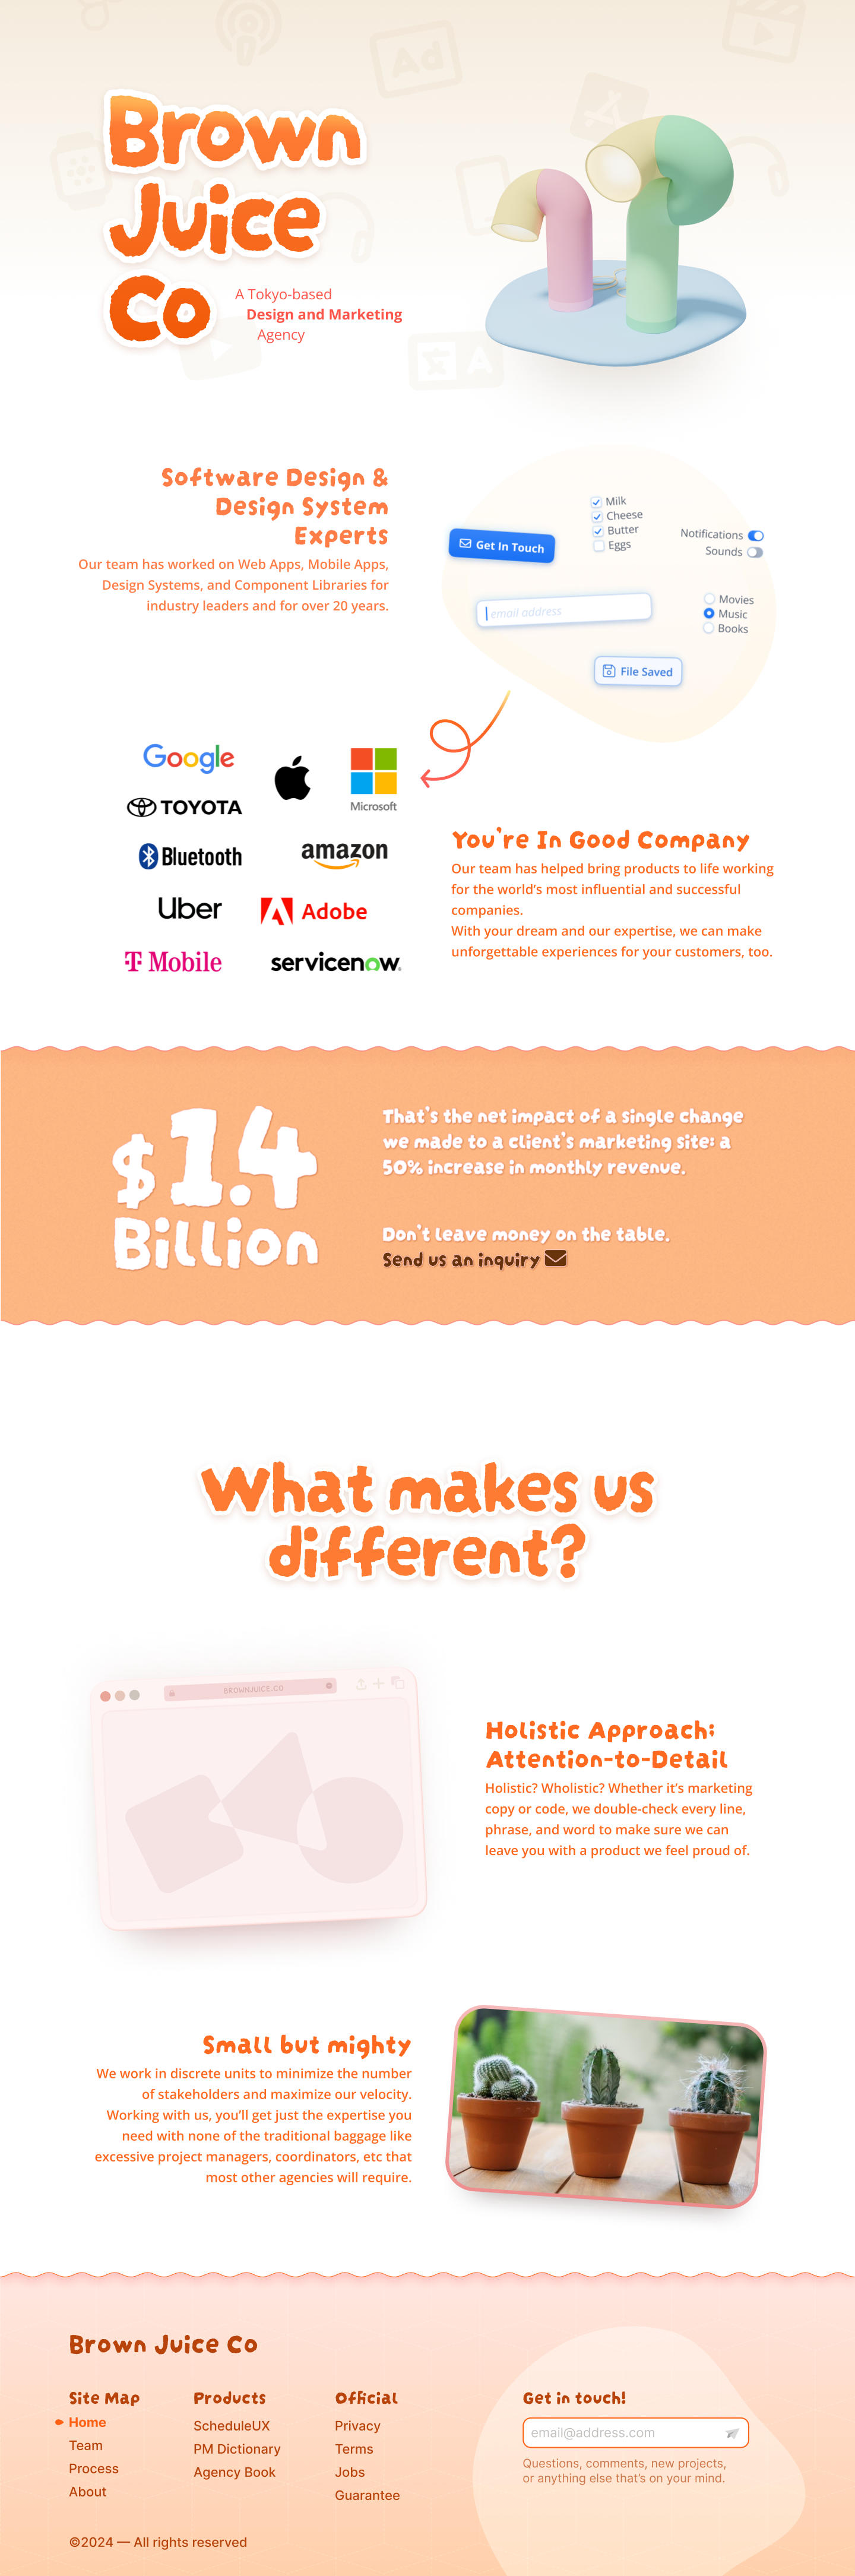 Ad
Brown
Juice
Co
A Tokyo-based
Design and Marketing
Agency
文 A
Software Design &
Design System
Experts
Our team has worked on Web Apps, Mobile Apps,
Design Systems, and Component Libraries for
industry leaders and for over 20 years.
Get In Touch
Milk
Cheese
Butter
Eggs
Notifications
Sounds
email address
Movies
Music
Books
File Saved
Google
Microsoft
TOYOTA
Bluetooth
amazon
Uber
Adobe
T Mobile
servicenow
You're In Good Company
Our team has helped bring products to life working
for the world's most influential and successful
companies.
With your dream and our expertise, we can make
unforgettable experiences for your customers, too.
$1.4
Billion
That's the net impact of a single change
we made to a client's marketing site: a
50% increase in monthly revenue.
Don't leave money on the table.
Send us an inquiry
What makes us
different?
BROWNJUICE.CO
Holistic Approach:
Attention-to-Detail
Holistic? Wholistic? Whether it's marketing
copy or code, we double-check every line,
phrase, and word to make sure we can
leave you with a product we feel proud of.
Small but mighty
We work in discrete units to minimize the number
of stakeholders and maximize our velocity.
Working with us, you'll get just the expertise you
need with none of the traditional baggage like
excessive project managers, coordinators, etc that
most other agencies will require.
Brown Juice Co
Site Map
Home
Team
Process
About
Products
ScheduleUX
PM Dictionary
Agency Book
Official
Privacy
Terms
Jobs
Guarantee
Get in touch!
email@address.com
Questions, comments, new projects,
or anything else that's on your mind.
©2024 — All rights reserved